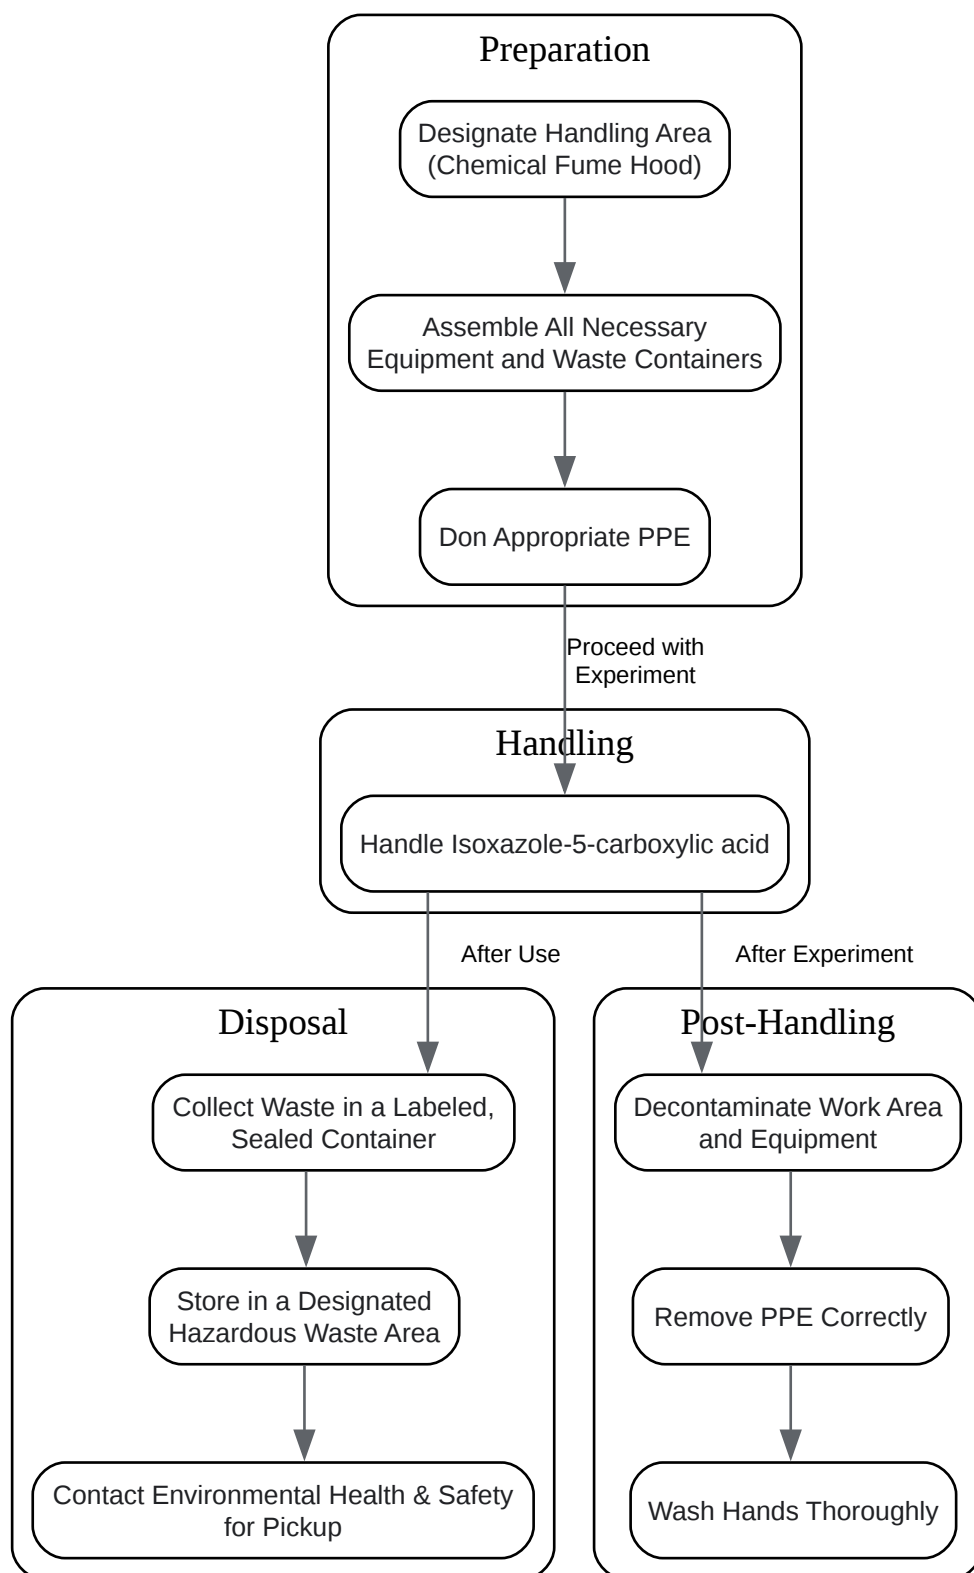 Preparation
Designate Handling Area
(Chemical Fume Hood)
Assemble All Necessary
Equipment and Waste Containers
Don Appropriate PPE
Proceed with
Experiment
Handling
Handle Isoxazole-5-carboxylic acid
After Use
After Experiment
Disposal
Collect Waste in a Labeled,
Sealed Container
Store in a Designated
Hazardous Waste Area
Contact Environmental Health & Safety
for Pickup
Post-Handling
Decontaminate Work Area
and Equipment
Remove PPE Correctly
Wash Hands Thoroughly